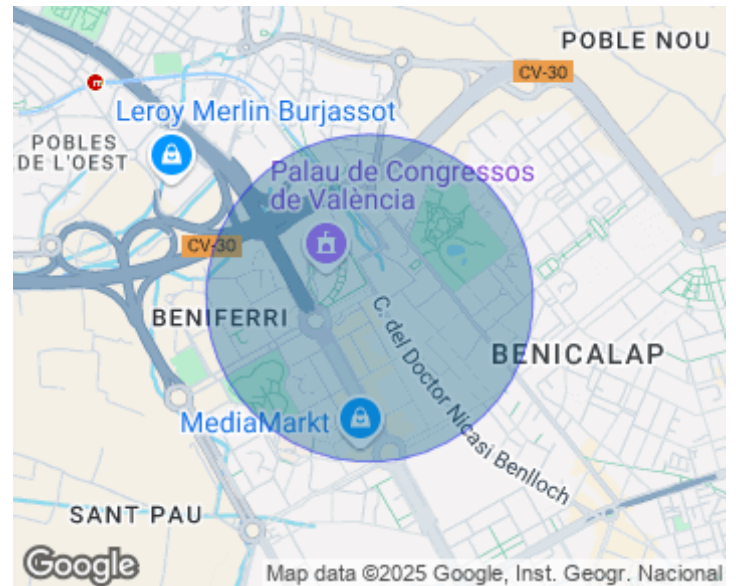 POBLE NOU
CV-30
Leroy Merlin Burjassot
POBLES
DE L'OEST
Palau de Congressos
de València
CV-30
BENIFERRI
C. del Doctor Nicasi Benlloch
BENICALAP
MediaMarkt
SANT PAU
Google
Map data ©2025 Google, Inst. Geogr. Nacional